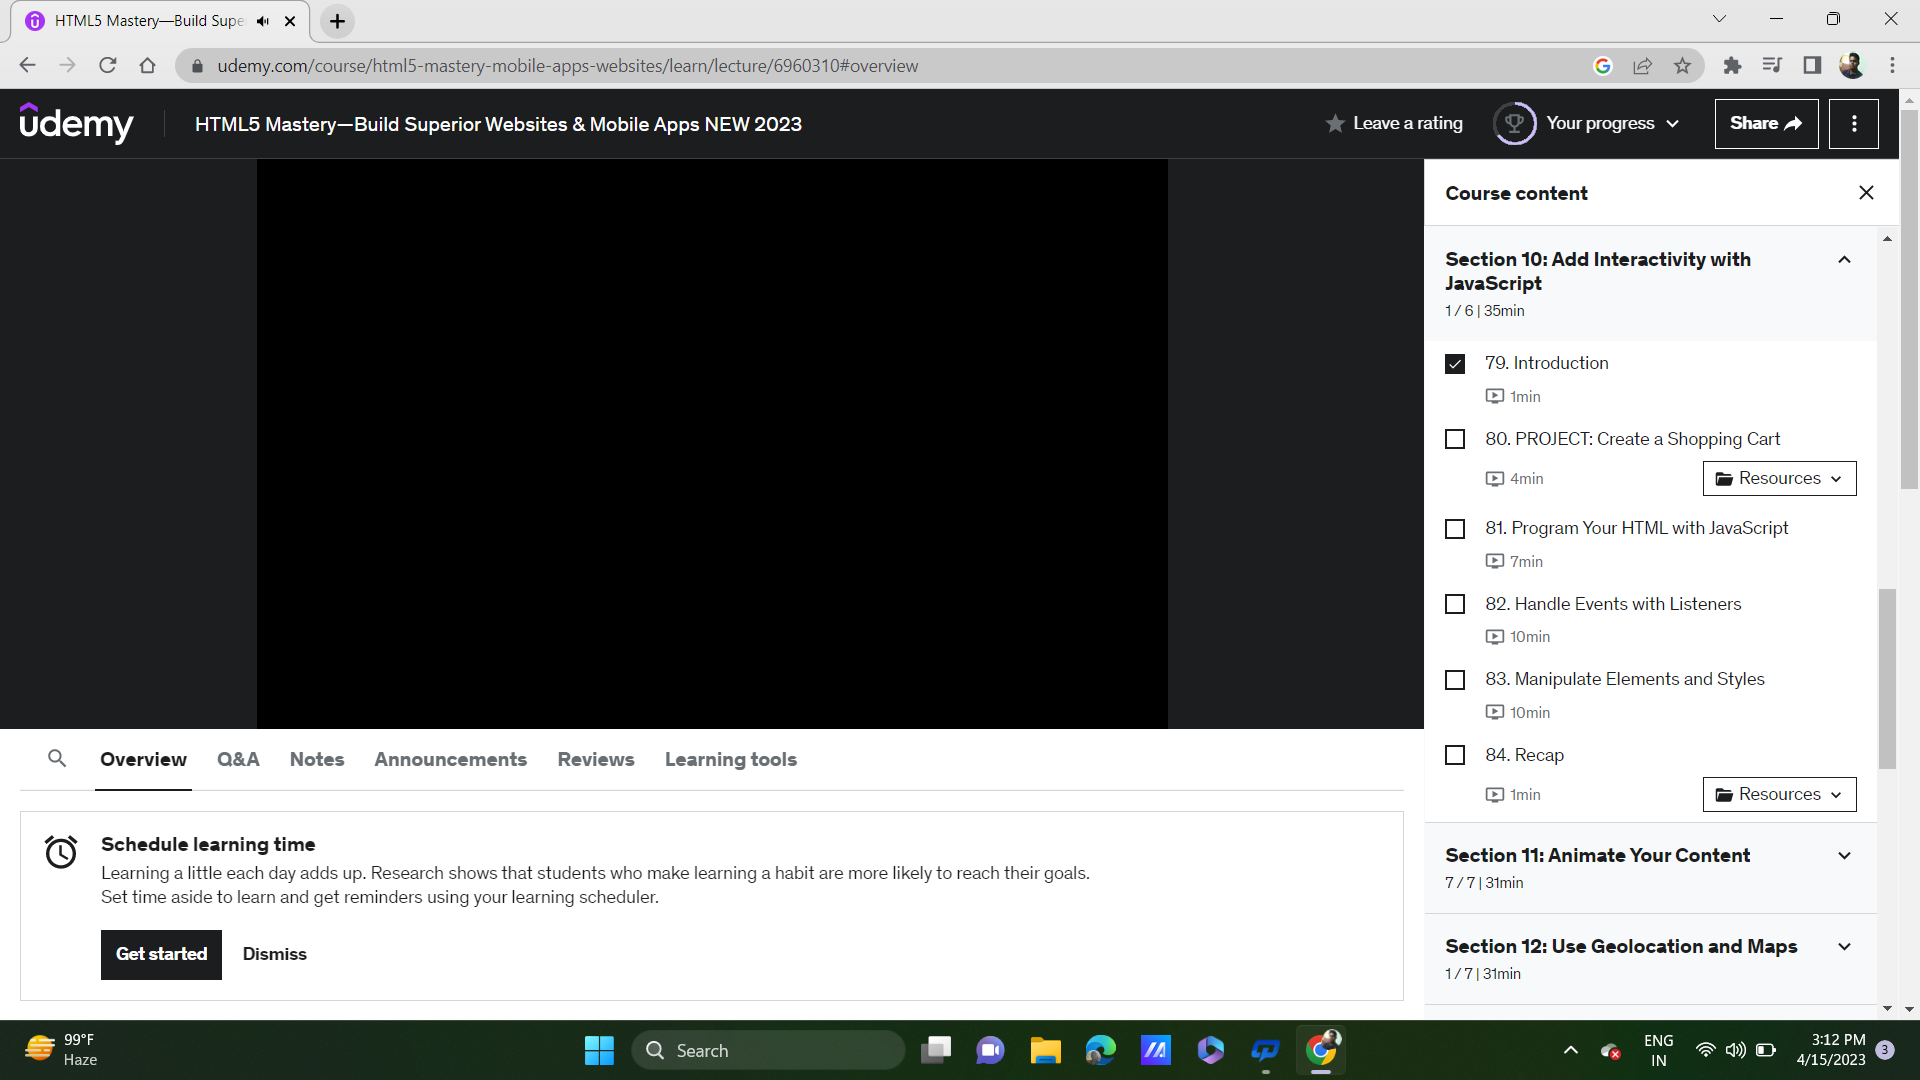 HTML5 Mastery—Build Supe
udemy.com/course/html5-mastery-mobile-apps-websites/learn/lecture/6960310#overview
udemy
HTML5 Mastery—Build Superior Websites & Mobile Apps NEW 2023
Leave a rating
Your progress
Share
Course content
Section 10: Add Interactivity with
JavaScript
1 / 6 | 35min
79. Introduction
1min
80. PROJECT: Create a Shopping Cart
4min
Resources
81. Program Your HTML with JavaScript
7min
82. Handle Events with Listeners
10min
83. Manipulate Elements and Styles
10min
84. Recap
1min
Resources
Section 11: Animate Your Content
7 / 7 | 31min
Section 12: Use Geolocation and Maps
1 / 7 | 31min
Overview
Q&A
Notes
Announcements
Reviews
Learning tools
Schedule learning time
Learning a little each day adds up. Research shows that students who make learning a habit are more likely to reach their goals.
Set time aside to learn and get reminders using your learning scheduler.
Get started
Dismiss
99°F
Haze
Search
ENG
IN
3:12 PM
4/15/2023
3